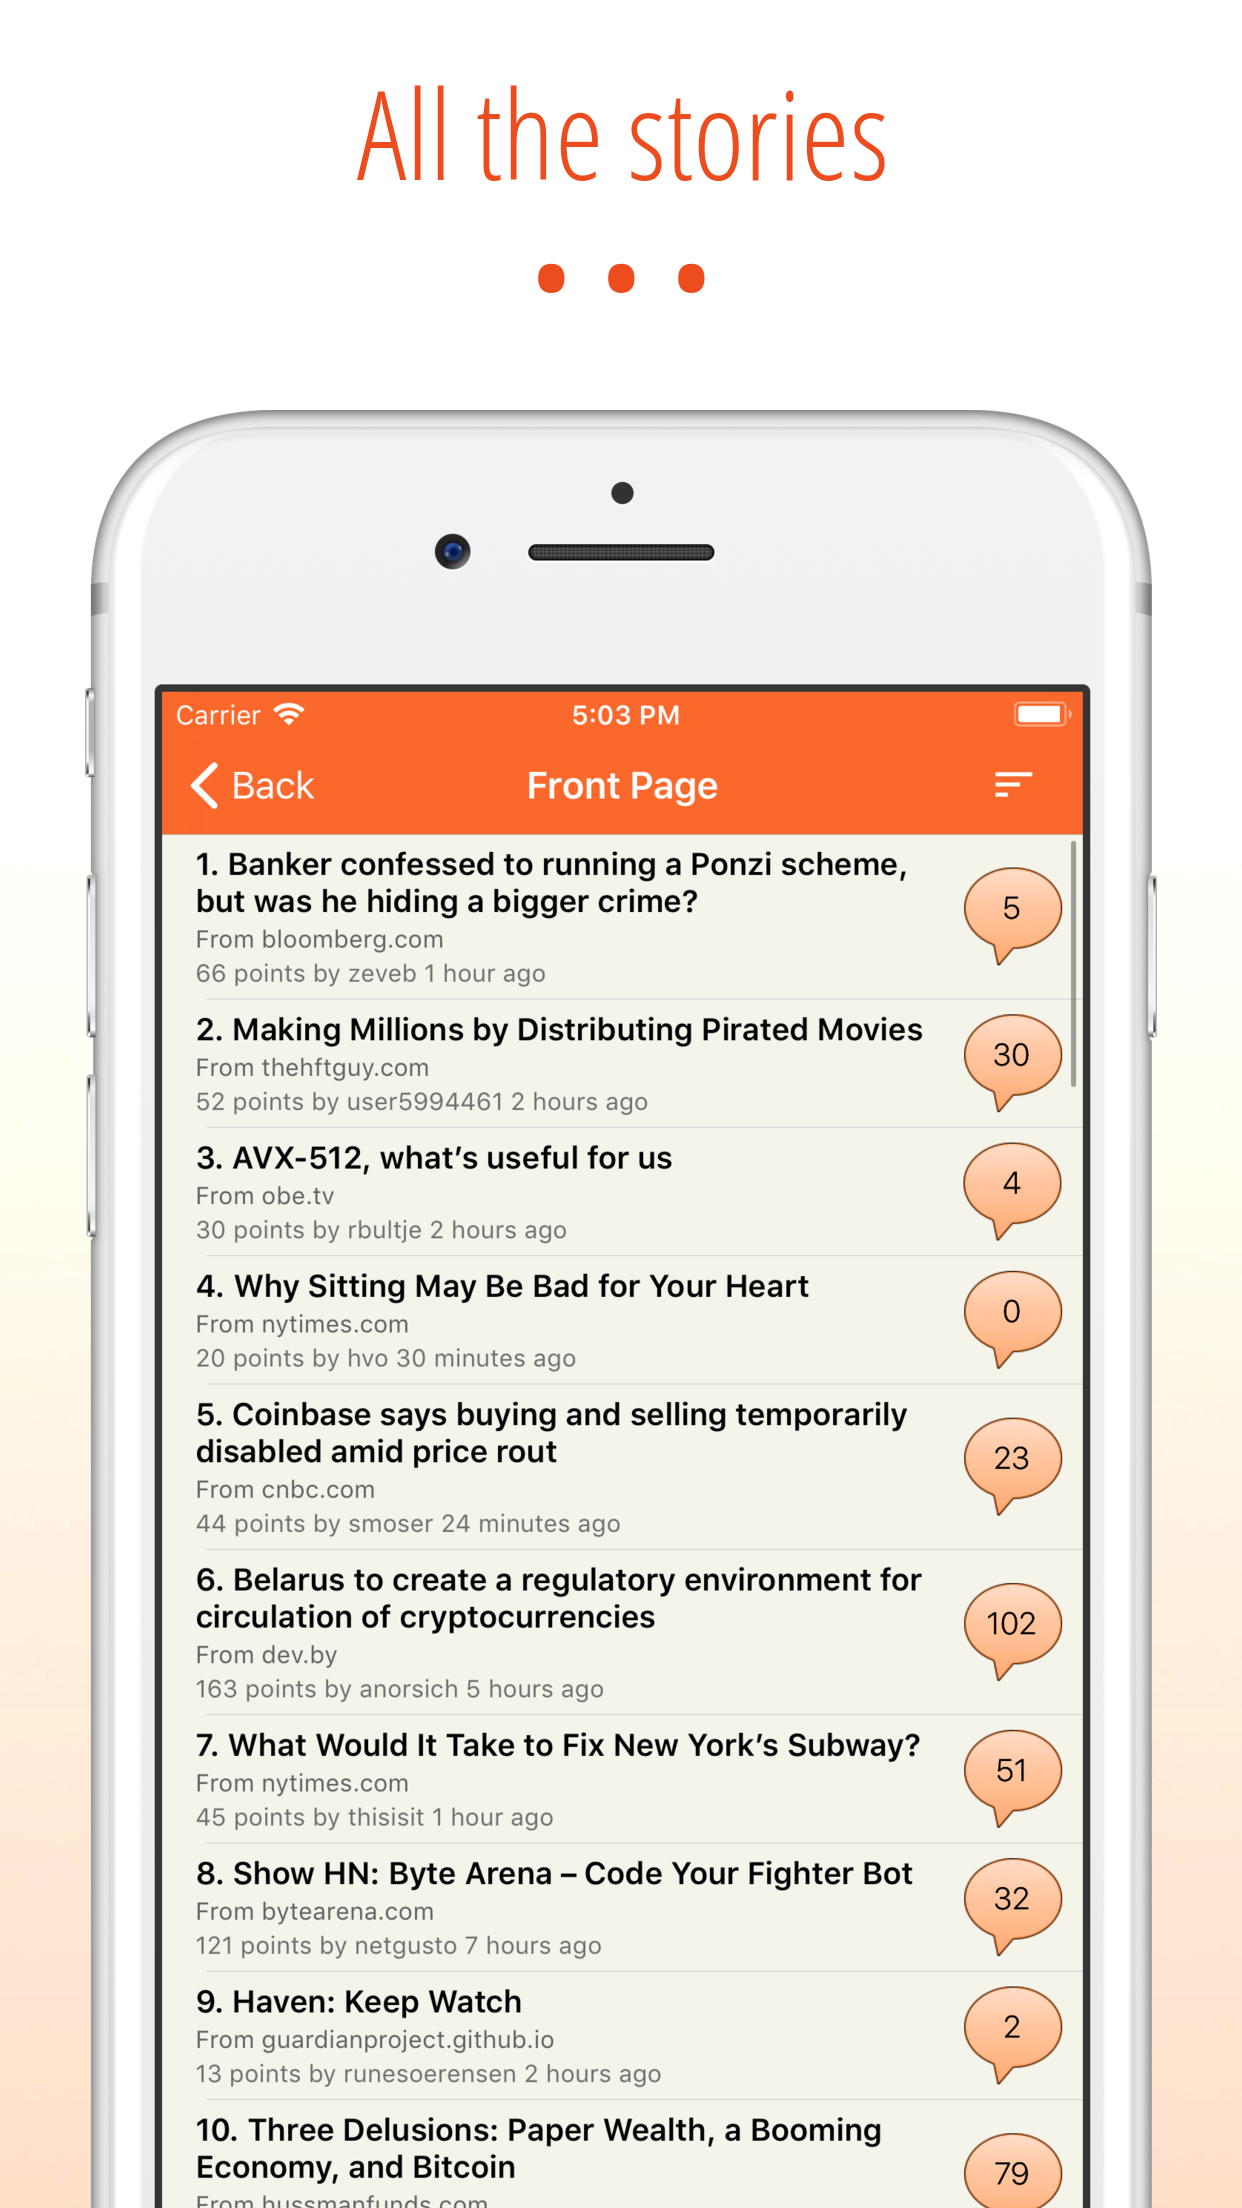 All the stories
Carrier 5:03 PM
Back Front Page
1. Banker confessed to running a Ponzi scheme,
but was he hiding a bigger crime?
From bloomberg.com
66 points by zeveb 1 hour ago
5
2. Making Millions by Distributing Pirated Movies
From thehftguy.com
52 points by user5994461 2 hours ago
30
3. AVX-512, what’s useful for us
From obe.tv
30 points by rbultje 2 hours ago
4
4. Why Sitting May Be Bad for Your Heart
From nytimes.com
20 points by hvo 30 minutes ago
0
5. Coinbase says buying and selling temporarily
disabled amid price rout
From cnbc.com
44 points by smoser 24 minutes ago
23
6. Belarus to create a regulatory environment for
circulation of cryptocurrencies
From dev.by
163 points by anorsich 5 hours ago
102
7. What Would It Take to Fix New York’s Subway?
From nytimes.com
45 points by thisisit 1 hour ago
51
8. Show HN: Byte Arena – Code Your Fighter Bot
From bytearena.com
121 points by netgusto 7 hours ago
32
9. Haven: Keep Watch
From guardianproject.github.io
13 points by runesoerensen 2 hours ago
2
10. Three Delusions: Paper Wealth, a Booming
Economy, and Bitcoin
From hussmanfunds.com
79